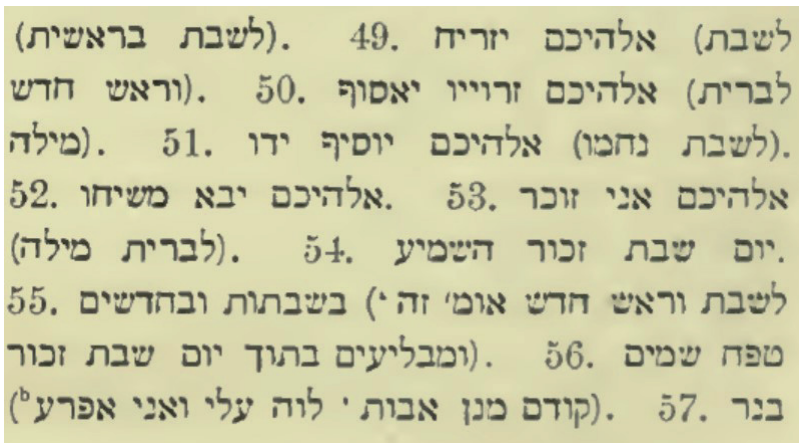 (לשבת בראשית). 49. אלהיכם יזריח (לשבת
וראש חדש). 50. אלהיכם זרוייו יאסוף (לברית
מילה). 51. אלהיכם יוסיף ידו (לשבת נחמו).
52. אלהיכם יבא משיחו. 53. אלהיכם אני זוכר
(לברית מילה). 54. יום שבת זכור השמיע.
55. לשבת וראש חדש אומ׳ זה ׳ (בשבתות ובחדשים
ומבליעים בתוך יום שבת זכור). 56. טפח שמים
(קודם מגן אבות ׳ לוה עלי ואני אפרעᵇ). 57. בנר